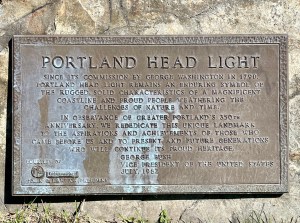 PORTLAND HEAD LIGHT
SINCE ITS COMMISSION BY GEORGE WASHINGTON IN 1790
PORTLAND HEAD LIGHT REMAINS AN ENDURING SYMBOL OF
THE RUGGED SOLID CHARACTERISTICS OF A MAGNIFICENT
COASTLINE AND PROUD PEOPLE WEATHERING THE
CHALLENGES OF NATURE AND TIME.
IN OBSERVANCE OF GREATER PORTLAND'S 350TH
ANNIVERSARY WE REDEDICATE THIS UNIQUE LANDMARK
TO THE ASPIRATIONS AND ACHIEVEMENTS OF THOSE WHO
CAME BEFORE US AND TO PRESENT AND FUTURE GENERATIONS
WHO WILL CONTINUE ITS PROUD HERITAGE.
GEORGE BUSH
VICE PRESIDENT OF THE UNITED STATES
JULY, 1982